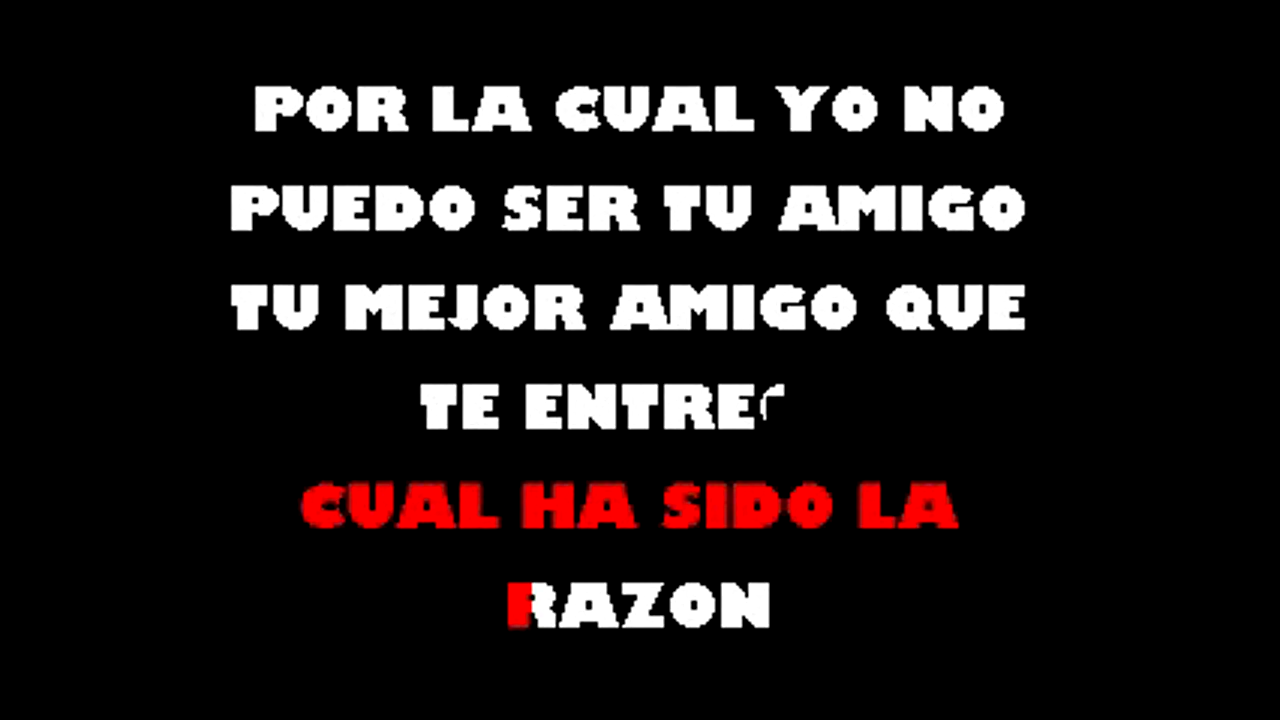 POR LA CUAL YO NO
PUEDO SER TU AMIGO
TU MEJOR AMIGO QUE
TE
CUAL HA SIDO LA
RAZON